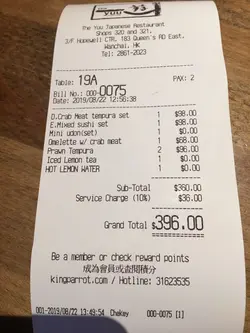 YOU
The You Japanese Restaurant
Shops 320 and 321,
3/F Hopewell CTR, 183 Queen's RD East,
Wanchai, HK
Tel: 2861-2023
Table: 19A PAX: 2
Bill No.: 000-0075
Date: 2019/08/22 12:56:38
D.Crab Meat tempura set 1 $98.00
E.Mixed sushi set 1 $98.00
Mini udon(set) 1 $0.00
Omelette w/ crab meat 1 $68.00
Prawn Tempura 2 $96.00
Iced Lemon tea 1 $0.00
HOT LEMON WATER 1 $0.00
Sub-Total $360.00
Service Charge (10%) $36.00
Grand Total $396.00
Be a member or check reward points
成為會員或查閱積分
kingparrot.com / Hotline: 31623535
001-2019/08/22 13:49:54 Chekey 000-0075 [1]